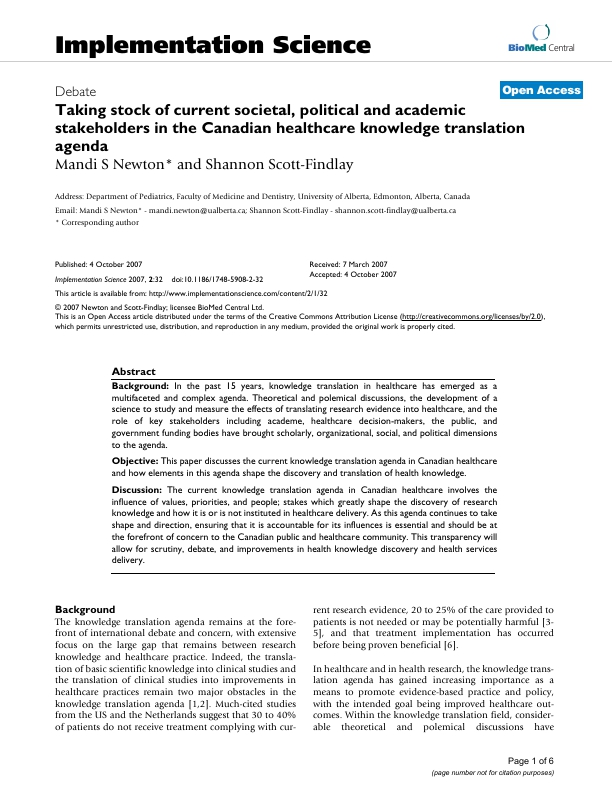 Implementation Science
BioMed Central
Open Access
Debate
Taking stock of current societal, political and academic
stakeholders in the Canadian healthcare knowledge translation
agenda
Mandi S Newton* and Shannon Scott-Findlay
Address: Department of Pediatrics, Faculty of Medicine and Dentistry, University of Alberta, Edmonton, Alberta, Canada
Email: Mandi S Newton* - mandi.newton@ualberta.ca; Shannon Scott-Findlay - shannon.scott-findlay@ualberta.ca
* Corresponding author
Published: 4 October 2007
Implementation Science 2007, 2:32 doi:10.1186/1748-5908-2-32
Received: 7 March 2007
Accepted: 4 October 2007
This article is available from: http://www.implementationscience.com/content/2/1/32
© 2007 Newton and Scott-Findlay; licensee BioMed Central Ltd.
This is an Open Access article distributed under the terms of the Creative Commons Attribution License (http://creativecommons.org/licenses/by/2.0),
which permits unrestricted use, distribution, and reproduction in any medium, provided the original work is properly cited.
Abstract
Background: In the past 15 years, knowledge translation in healthcare has emerged as a
multifaceted and complex agenda. Theoretical and polemical discussions, the development of a
science to study and measure the effects of translating research evidence into healthcare, and the
role of key stakeholders including academe, healthcare decision-makers, the public, and
government funding bodies have brought scholarly, organizational, social, and political dimensions
to the agenda.
Objective: This paper discusses the current knowledge translation agenda in Canadian healthcare
and how elements in this agenda shape the discovery and translation of health knowledge.
Discussion: The current knowledge translation agenda in Canadian healthcare involves the
influence of values, priorities, and people; stakes which greatly shape the discovery of research
knowledge and how it is or is not instituted in healthcare delivery. As this agenda continues to take
shape and direction, ensuring that it is accountable for its influences is essential and should be at
the forefront of concern to the Canadian public and healthcare community. This transparency will
allow for scrutiny, debate, and improvements in health knowledge discovery and health services
delivery.
Background
The knowledge translation agenda remains at the fore-
front of international debate and concern, with extensive
focus on the large gap that remains between research
knowledge and healthcare practice. Indeed, the transla-
tion of basic scientific knowledge into clinical studies and
the translation of clinical studies into improvements in
healthcare practices remain two major obstacles in the
knowledge translation agenda [1,2]. Much-cited studies
from the US and the Netherlands suggest that 30 to 40%
of patients do not receive treatment complying with cur-
rent research evidence, 20 to 25% of the care provided to
patients is not needed or may be potentially harmful [3-
5], and that treatment implementation has occurred
before being proven beneficial [6].
In healthcare and in health research, the knowledge trans-
lation agenda has gained increasing importance as a
means to promote evidence-based practice and policy,
with the intended goal being improved healthcare out-
comes. Within the knowledge translation field, consider-
able theoretical and polemical discussions have
Page 1 of 6
(page number not for citation purposes)